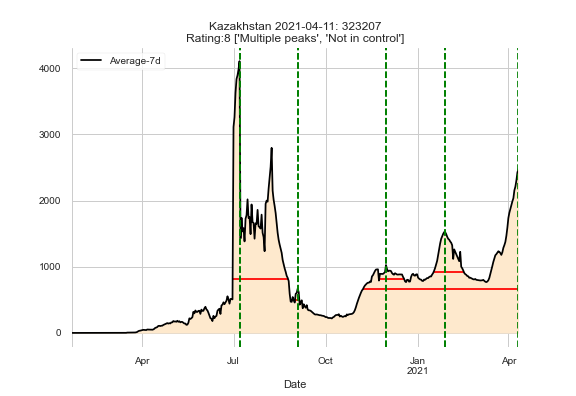 Kazakhstan 2021-04-11: 323207
Rating:8 ['Multiple peaks', 'Not in control']
Average-7d
4000
3000
2000
1000
0
Apr
Jul
Oct
Jan
2021
Apr
Date